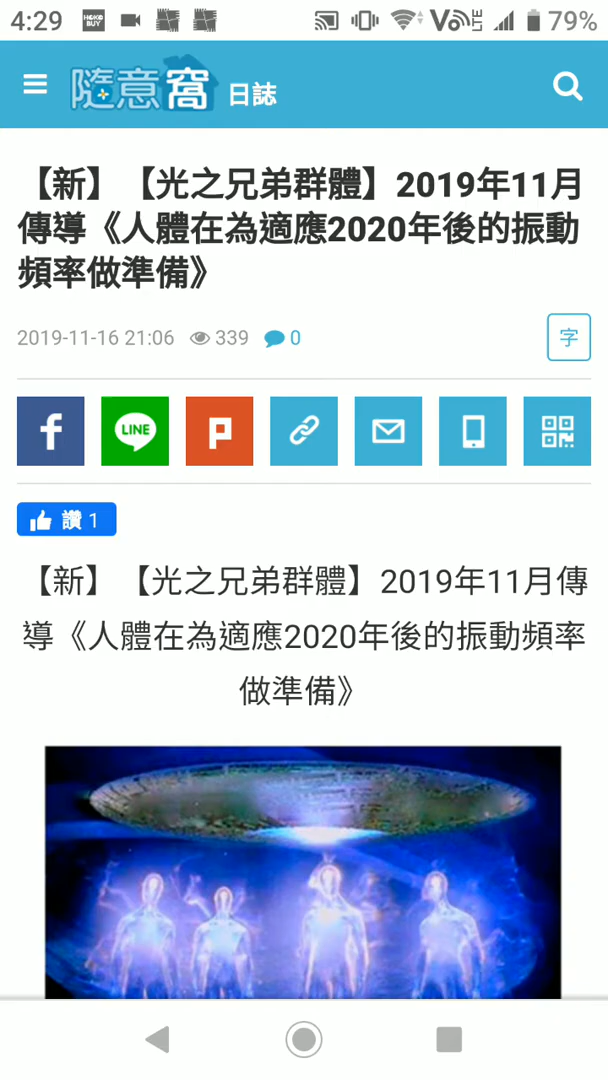 4:29 HOKO BUY VoLTE 79%
隨意窩 日誌
【新】【光之兄弟群體】2019年11月
傳導《人體在為適應2020年後的振動
頻率做準備》
2019-11-16 21:06 339 0 字
f LINE P
讚 1
【新】【光之兄弟群體】2019年11月傳
導《人體在為適應2020年後的振動頻率
做準備》